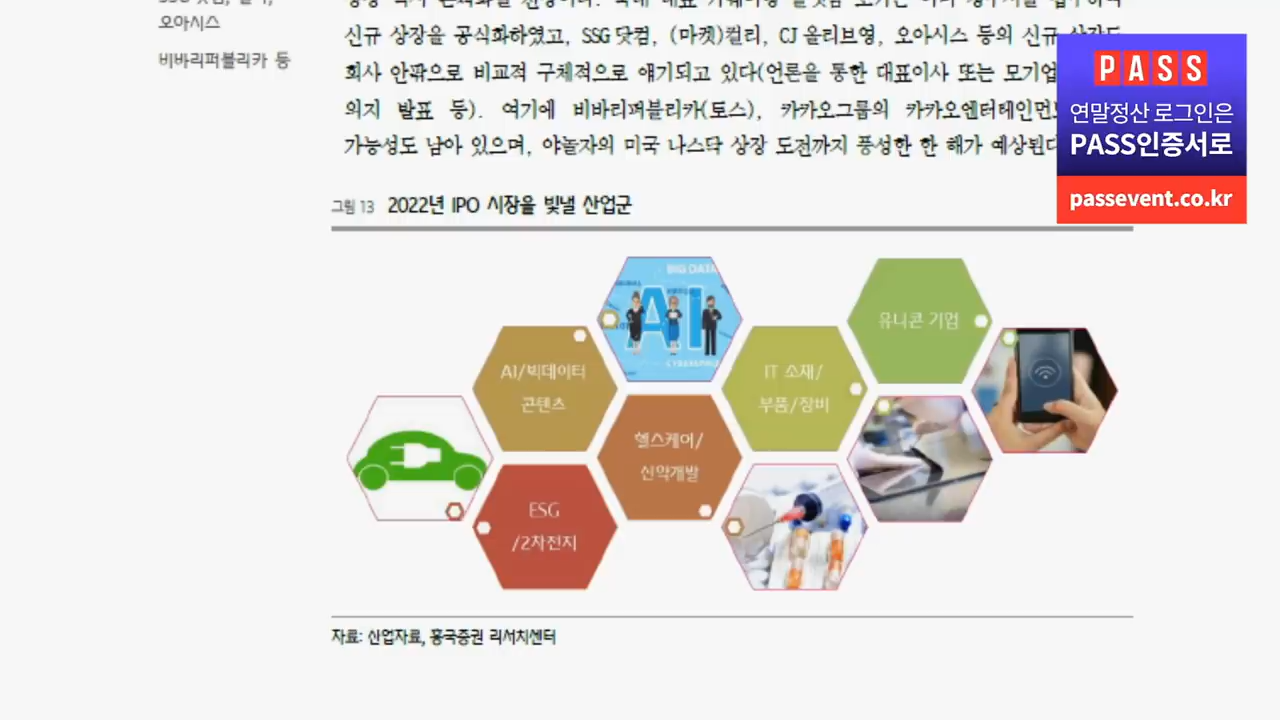 오아시스
비바리퍼블리카 등
신규 상장을 공식화하였고, SSG 닷컴, (마켓)컬리, CJ 올리브영, 오아시스 등의 신규
회사 안팎으로 비교적 구체적으로 얘기되고 있다(언론을 통한 대표이사 또는 모기업
의지 발표 등). 여기에 비바리퍼블리카(토스), 카카오그룹의 카카오엔터테인먼
가능성도 남아 있으며, 야놀자의 미국 나스닥 상장 도전까지 풍성한 한 해가 예상된
PASS
연말정산 로그인은
PASS인증서로
passevent.co.kr
그림 13 2022년 IPO 시장을 빛낼 산업군
BIG DATA
AI
CYBERSPACE
유니콘 기업
AI/빅데이터
콘텐츠
IT 소재/
부품/장비
헬스케어/
신약개발
ESG
/2차전지
자료: 산업자료, 흥국증권 리서치센터